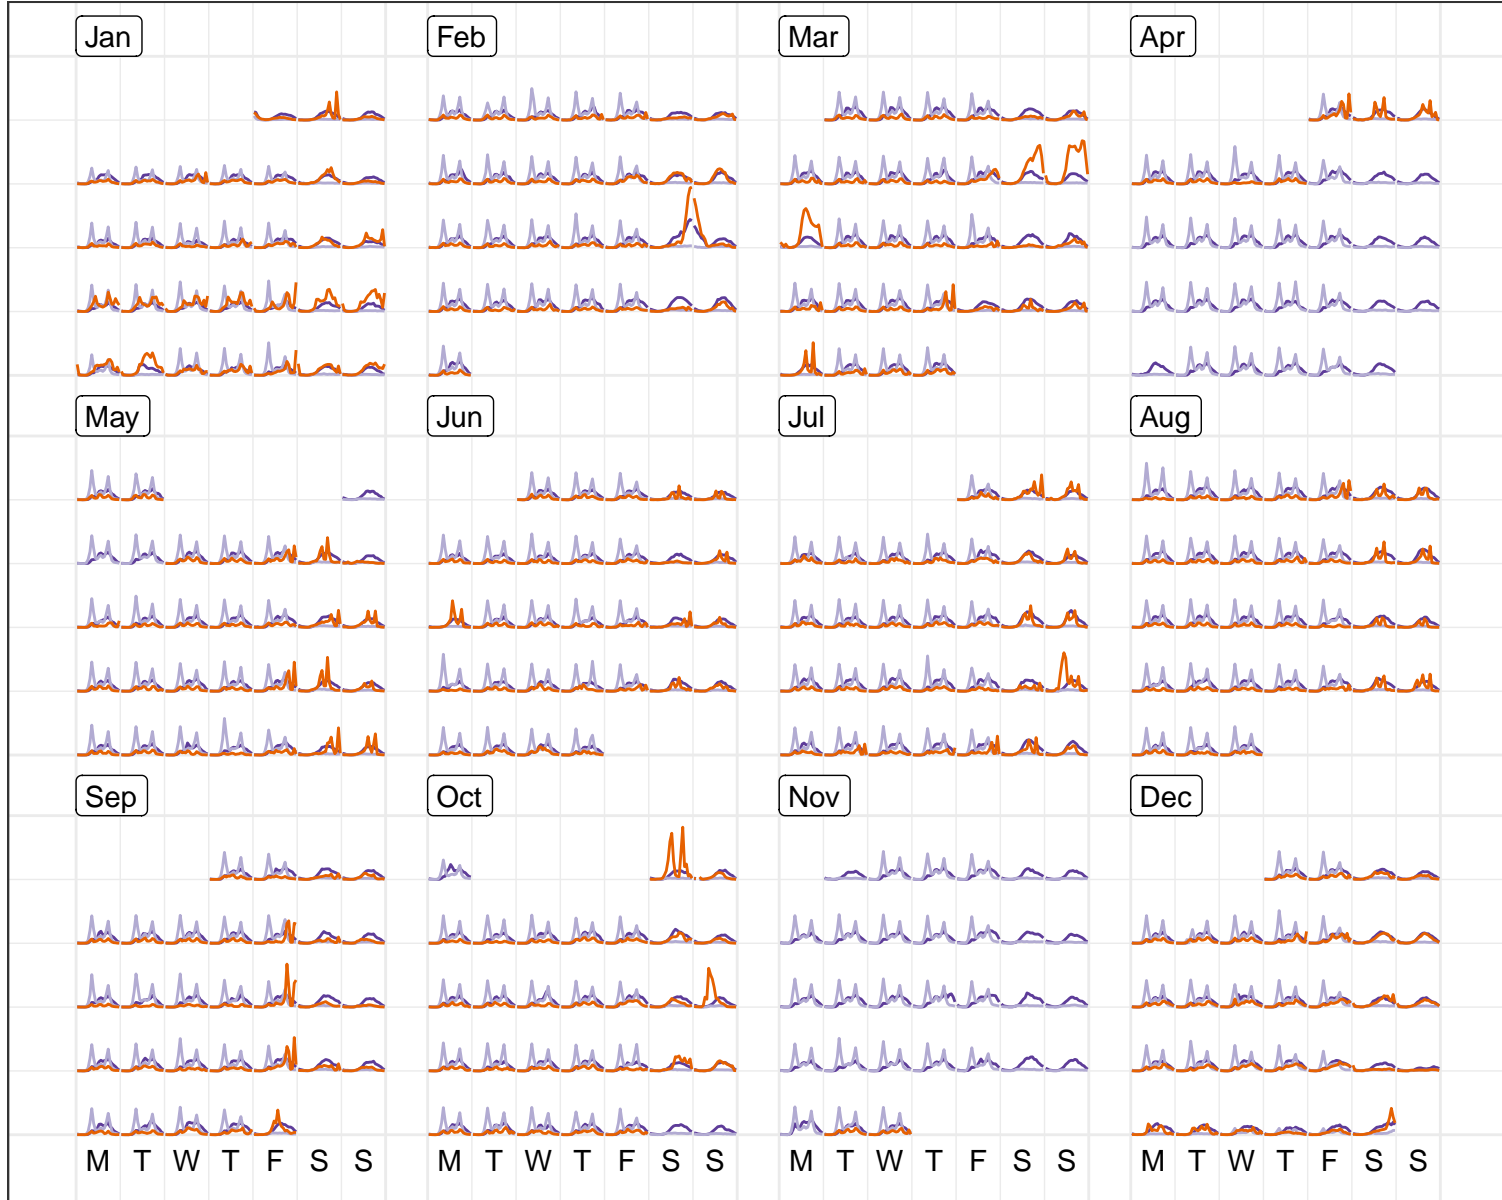 Jan Feb Mar Apr
May Jun Jul Aug
Sep Oct Nov Dec
M T W T F S S M T W T F S S M T W T F S S M T W T F S S